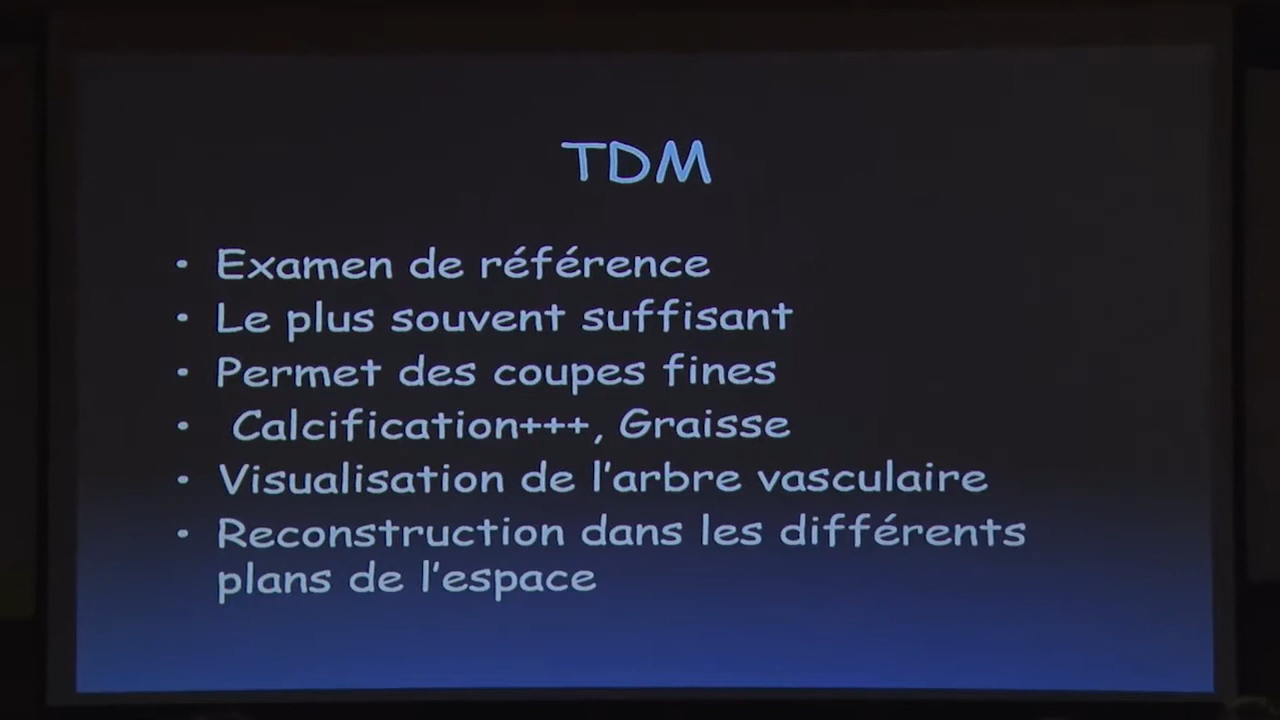 TDM
• Examen de référence
• Le plus souvent suffisant
• Permet des coupes fines
• Calcification+++, Graisse
• Visualisation de l'arbre vasculaire
• Reconstruction dans les différents
plans de l'espace